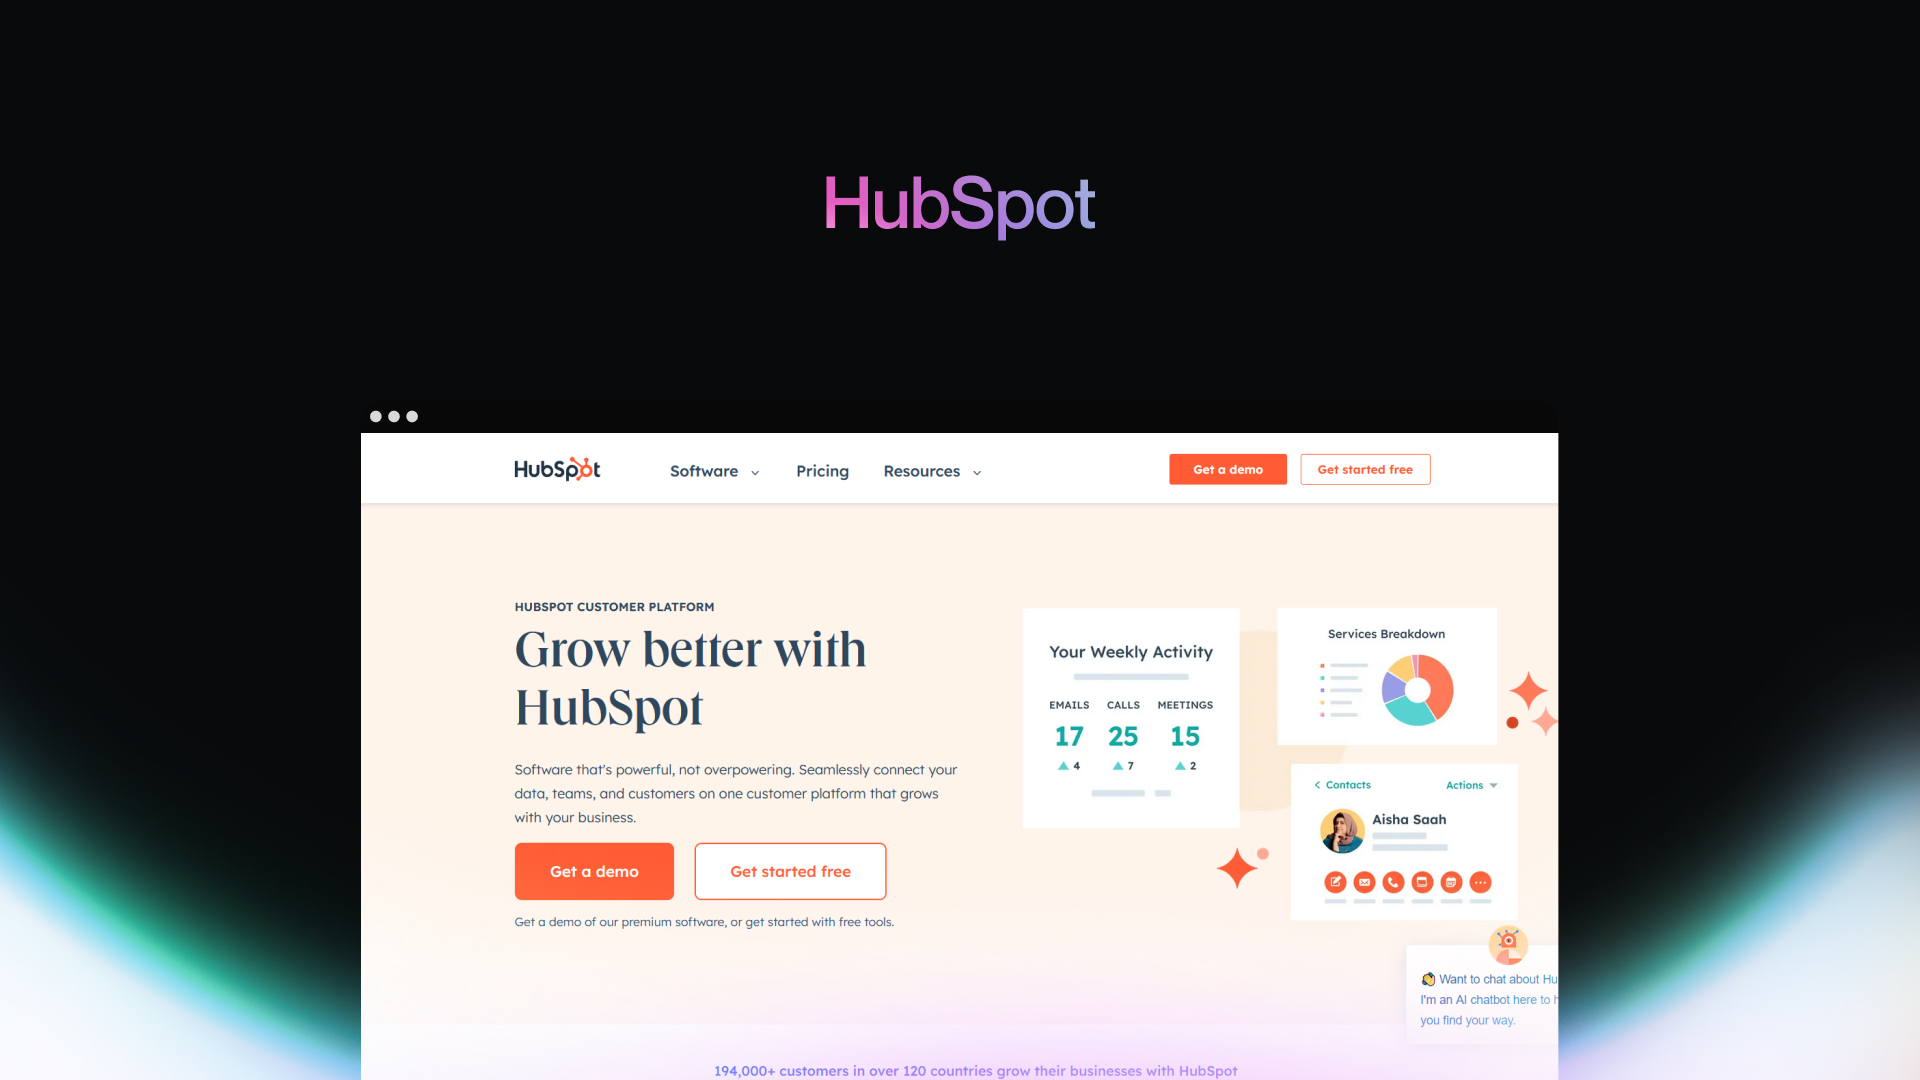 HubSpot
HubSpot
Software
Pricing
Resources
Get a demo
Get started free
HUBSPOT CUSTOMER PLATFORM
Grow better with
HubSpot
Software that's powerful, not overpowering. Seamlessly connect your
data, teams, and customers on one customer platform that grows
with your business.
Get a demo
Get started free
Get a demo of our premium software, or get started with free tools.
Your Weekly Activity
EMAILS CALLS MEETINGS
17 25 15
4 7 2
Services Breakdown
Contacts
Actions
Aisha Saah
Want to chat about Hu
I'm an AI chatbot here to h
you find your way.
194,000+ customers in over 120 countries grow their businesses with HubSpot